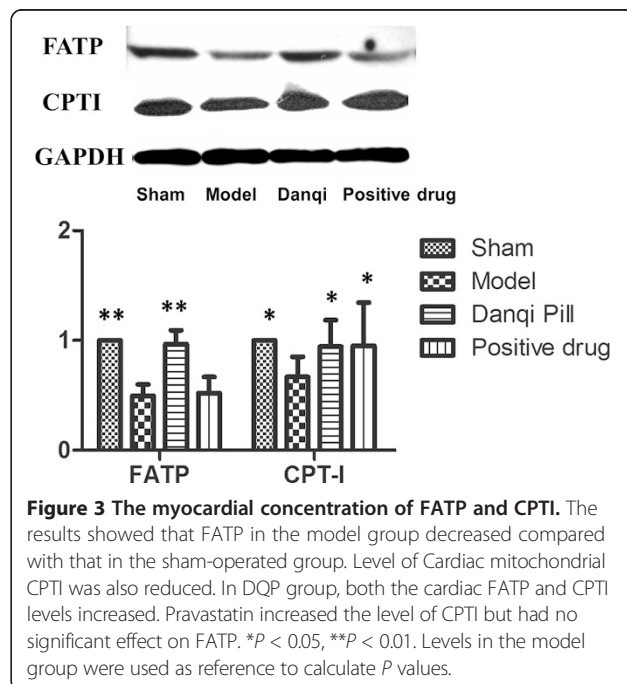 FATP
CPTI
GAPDH
Sham Model Danqi Positive drug
2
1
0
** ** * * *
FATP CPT-I
Sham
Model
Danqi Pill
Positive drug
Figure 3 The myocardial concentration of FATP and CPTI. The
results showed that FATP in the model group decreased compared
with that in the sham-operated group. Level of Cardiac mitochondrial
CPTI was also reduced. In DQP group, both the cardiac FATP and CPTI
levels increased. Pravastatin increased the level of CPTI but had no
significant effect on FATP. *P < 0.05, **P < 0.01. Levels in the model
group were used as reference to calculate P values.